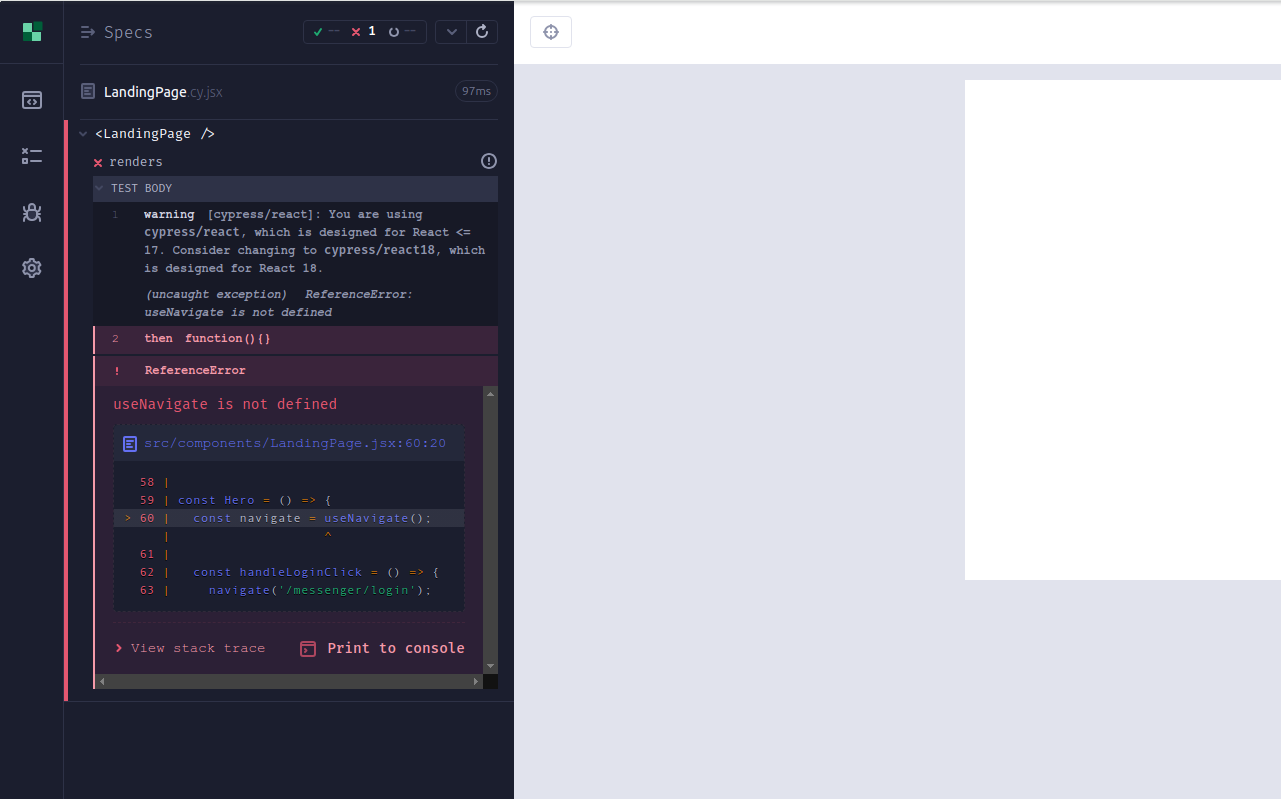 Specs
-- 1 --
LandingPage.cy.jsx 97ms
<LandingPage />
renders
TEST BODY
1 warning [cypress/react]: You are using
cypress/react, which is designed for React <=
17. Consider changing to cypress/react18, which
is designed for React 18.
(uncaught exception) ReferenceError:
useNavigate is not defined
2 then function(){}
! ReferenceError
useNavigate is not defined
src/components/LandingPage.jsx:60:20
58 |
59 | const Hero = () => {
> 60 | const navigate = useNavigate();
| ^
61 |
62 | const handleLoginClick = () => {
63 | navigate('/messenger/login');
> View stack trace Print to console